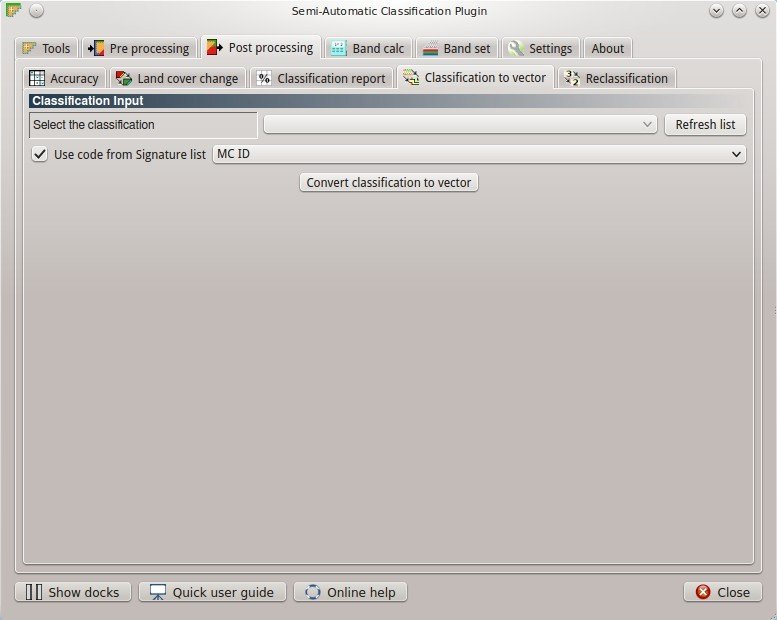 Semi-Automatic Classification Plugin
Tools Pre processing Post processing Band calc Band set Settings About
Accuracy Land cover change Classification report Classification to vector Reclassification
Classification Input
Select the classification Refresh list
Use code from Signature list MC ID
Convert classification to vector
Show docks Quick user guide Online help Close